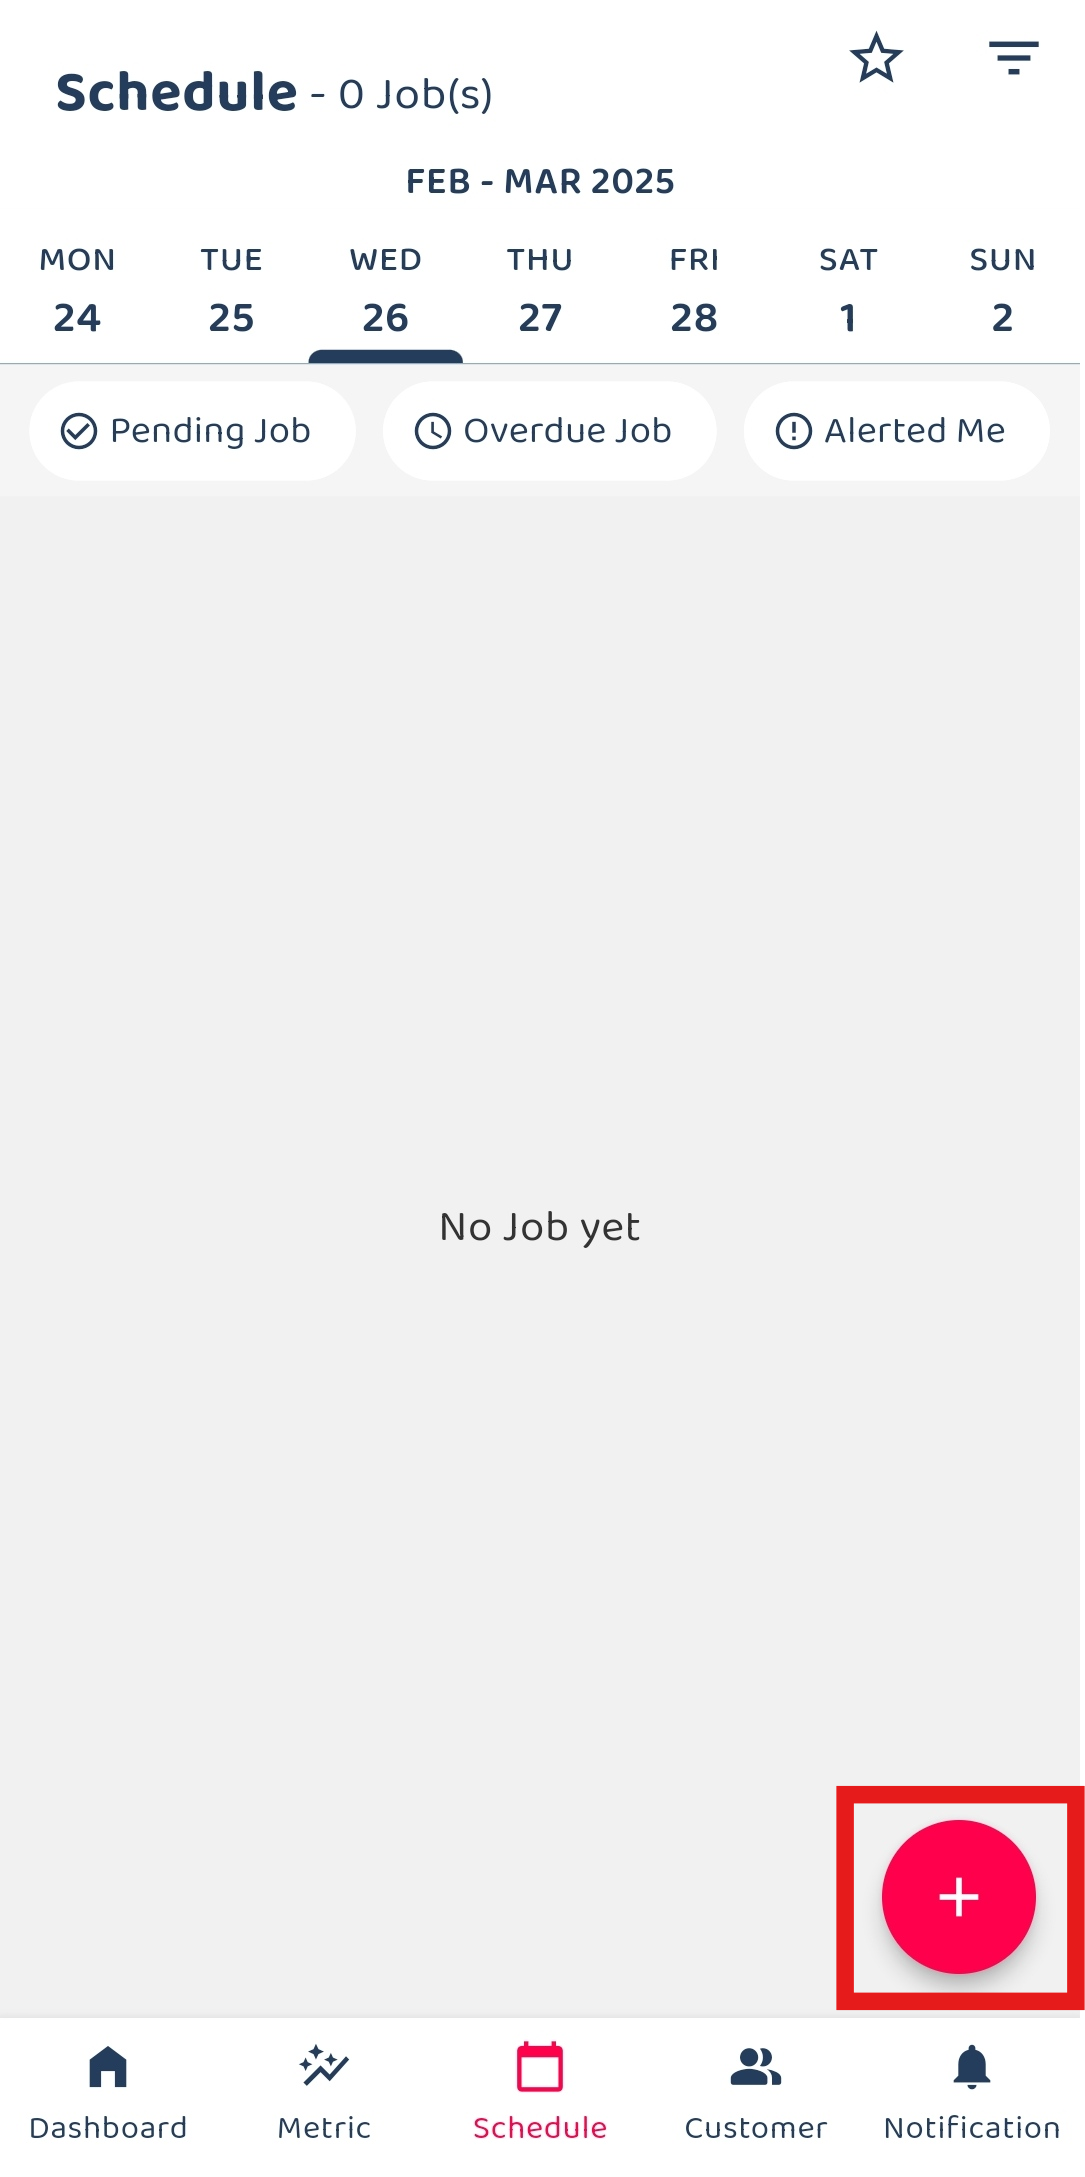 Schedule - 0 Job(s)
FEB - MAR 2025
MON TUE WED THU FRI SAT SUN
24 25 26 27 28 1 2
Pending Job Overdue Job Alerted Me
No Job yet
Dashboard Metric Schedule Customer Notification